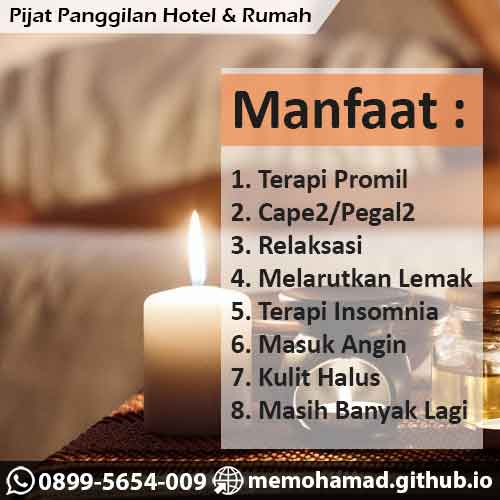 Pijat Panggilan Hotel & Rumah
Manfaat :
1. Terapi Promil
2. Cape2/Pegal2
3. Relaksasi
4. Melarutkan Lemak
5. Terapi Insomnia
6. Masuk Angin
7. Kulit Halus
8. Masih Banyak Lagi
0899-5654-009 memohamad.github.io